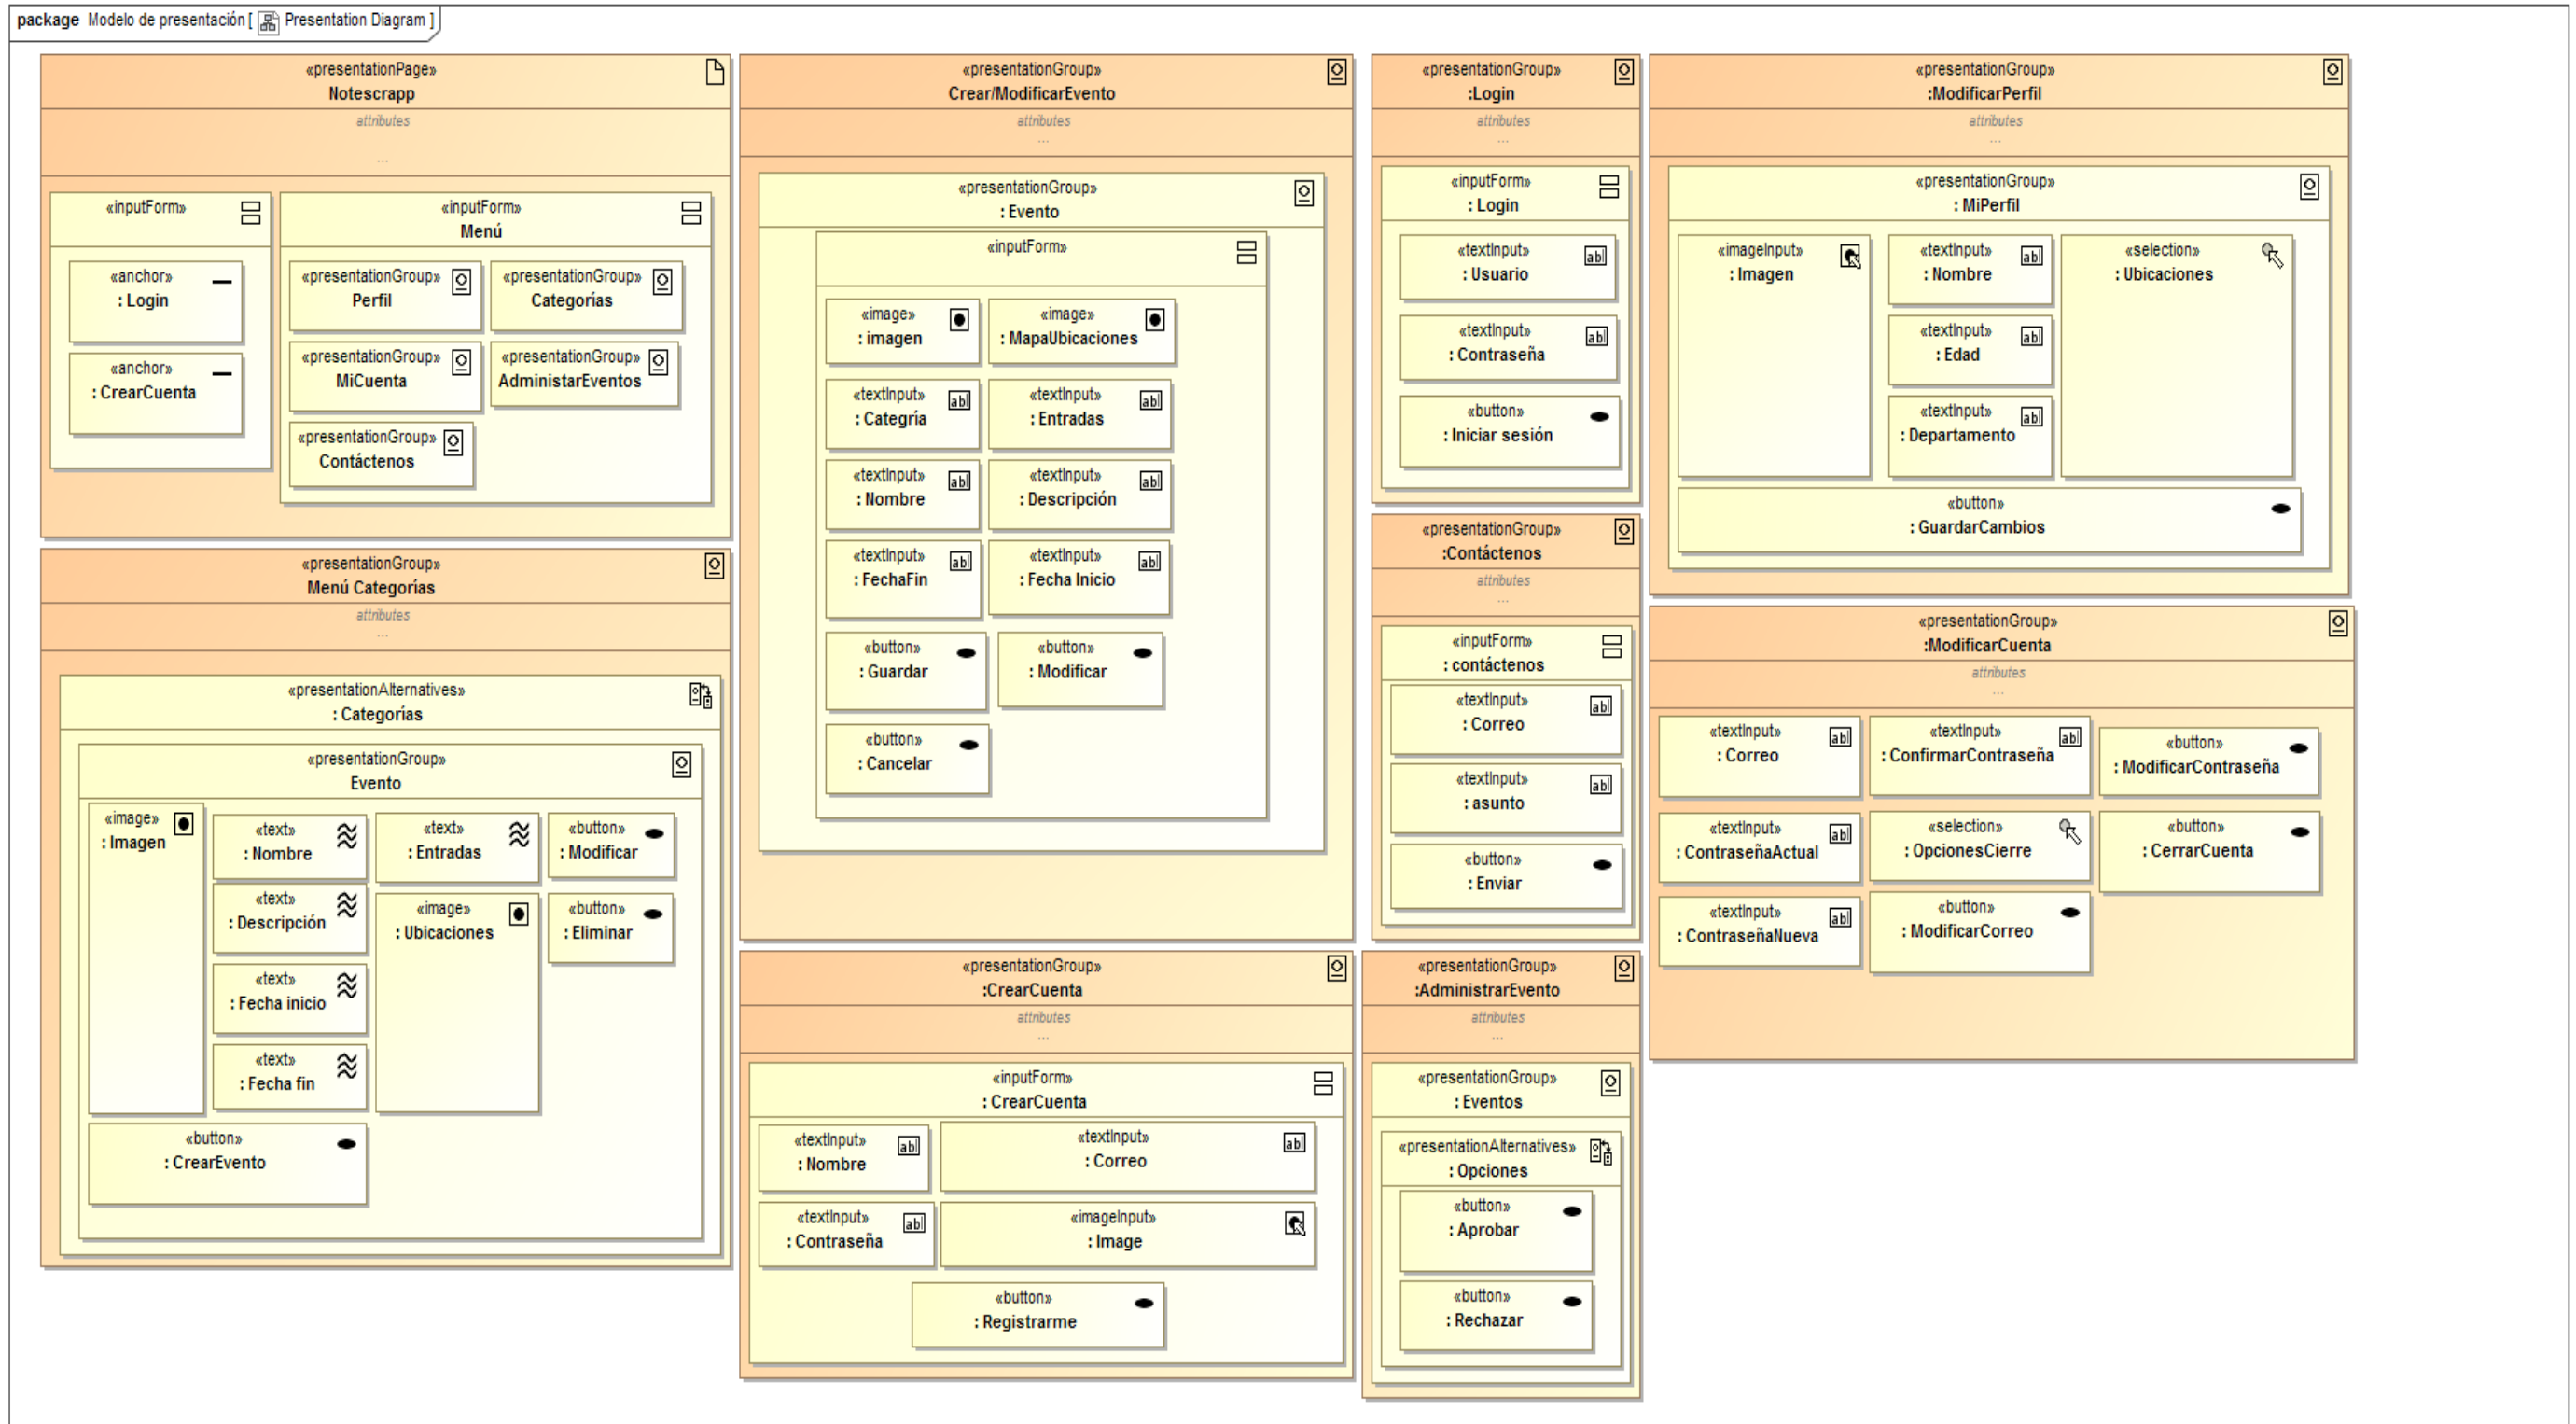 package Modelo de presentación [ Presentation Diagram ]
«presentationPage»
Notescrapp
attributes
...
«inputForm»
«anchor»
: Login
«anchor»
: CrearCuenta
«inputForm»
Menú
«presentationGroup»
Perfil
«presentationGroup»
Categorías
«presentationGroup»
MiCuenta
«presentationGroup»
AdministarEventos
«presentationGroup»
Contáctenos
«presentationGroup»
Menú Categorías
attributes
...
«presentationAlternatives»
: Categorías
«presentationGroup»
Evento
«image»
: Imagen
«text»
: Nombre
«text»
: Entradas
«button»
: Modificar
«text»
: Descripción
«image»
: Ubicaciones
«button»
: Eliminar
«text»
: Fecha inicio
«text»
: Fecha fin
«button»
: CrearEvento
«presentationGroup»
Crear/ModificarEvento
attributes
...
«presentationGroup»
: Evento
«inputForm»
«image»
: imagen
«image»
: MapaUbicaciones
«textInput»
: Categría
«textInput»
: Entradas
«textInput»
: Nombre
«textInput»
: Descripción
«textInput»
: FechaFin
«textInput»
: Fecha Inicio
«button»
: Guardar
«button»
: Modificar
«button»
: Cancelar
«presentationGroup»
:CrearCuenta
attributes
...
«inputForm»
: CrearCuenta
«textInput»
: Nombre
«textInput»
: Correo
«textInput»
: Contraseña
«imageInput»
: Image
«button»
: Registrarme
«presentationGroup»
:Login
attributes
...
«inputForm»
: Login
«textInput»
: Usuario
«textInput»
: Contraseña
«button»
: Iniciar sesión
«presentationGroup»
:Contáctenos
attributes
...
«inputForm»
: contáctenos
«textInput»
: Correo
«textInput»
: asunto
«button»
: Enviar
«presentationGroup»
:AdministrarEvento
attributes
...
«presentationGroup»
: Eventos
«presentationAlternatives»
: Opciones
«button»
: Aprobar
«button»
: Rechazar
«presentationGroup»
:ModificarPerfil
attributes
...
«presentationGroup»
: MiPerfil
«imageInput»
: Imagen
«textInput»
: Nombre
«selection»
: Ubicaciones
«textInput»
: Edad
«textInput»
: Departamento
«button»
: GuardarCambios
«presentationGroup»
:ModificarCuenta
attributes
...
«textInput»
: Correo
«textInput»
: ConfirmarContraseña
«button»
: ModificarContraseña
«textInput»
: ContraseñaActual
«selection»
: OpcionesCierre
«button»
: CerrarCuenta
«textInput»
: ContraseñaNueva
«button»
: ModificarCorreo